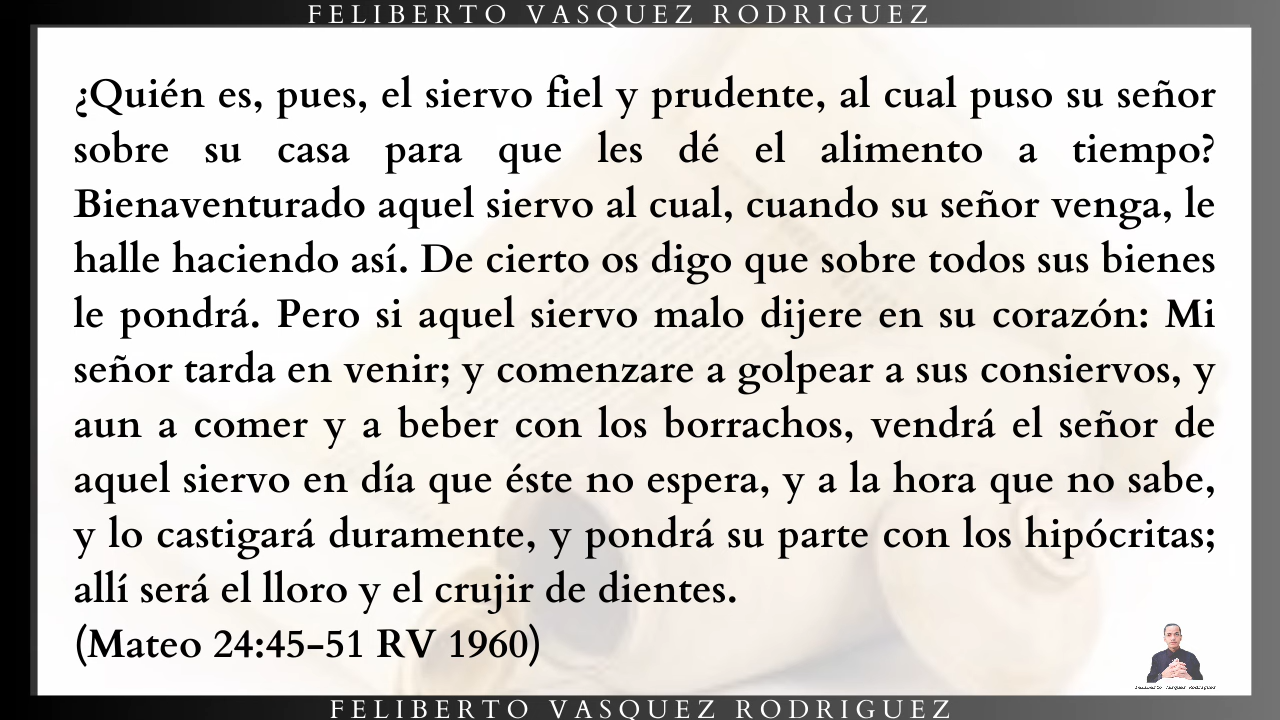 FELIBERTO VASQUEZ RODRIGUEZ
¿Quién es, pues, el siervo fiel y prudente, al cual puso su señor
sobre su casa para que les dé el alimento a tiempo?
Bienaventurado aquel siervo al cual, cuando su señor venga, le
halle haciendo así. De cierto os digo que sobre todos sus bienes
le pondrá. Pero si aquel siervo malo dijere en su corazón: Mi
señor tarda en venir; y comenzare a golpear a sus consiervos, y
aun a comer y a beber con los borrachos, vendrá el señor de
aquel siervo en día que éste no espera, y a la hora que no sabe,
y lo castigará duramente, y pondrá su parte con los hipócritas;
allí será el lloro y el crujir de dientes.
(Mateo 24:45-51 RV 1960)
Feliberto Vasquez Rodriguez
FELIBERTO VASQUEZ RODRIGUEZ